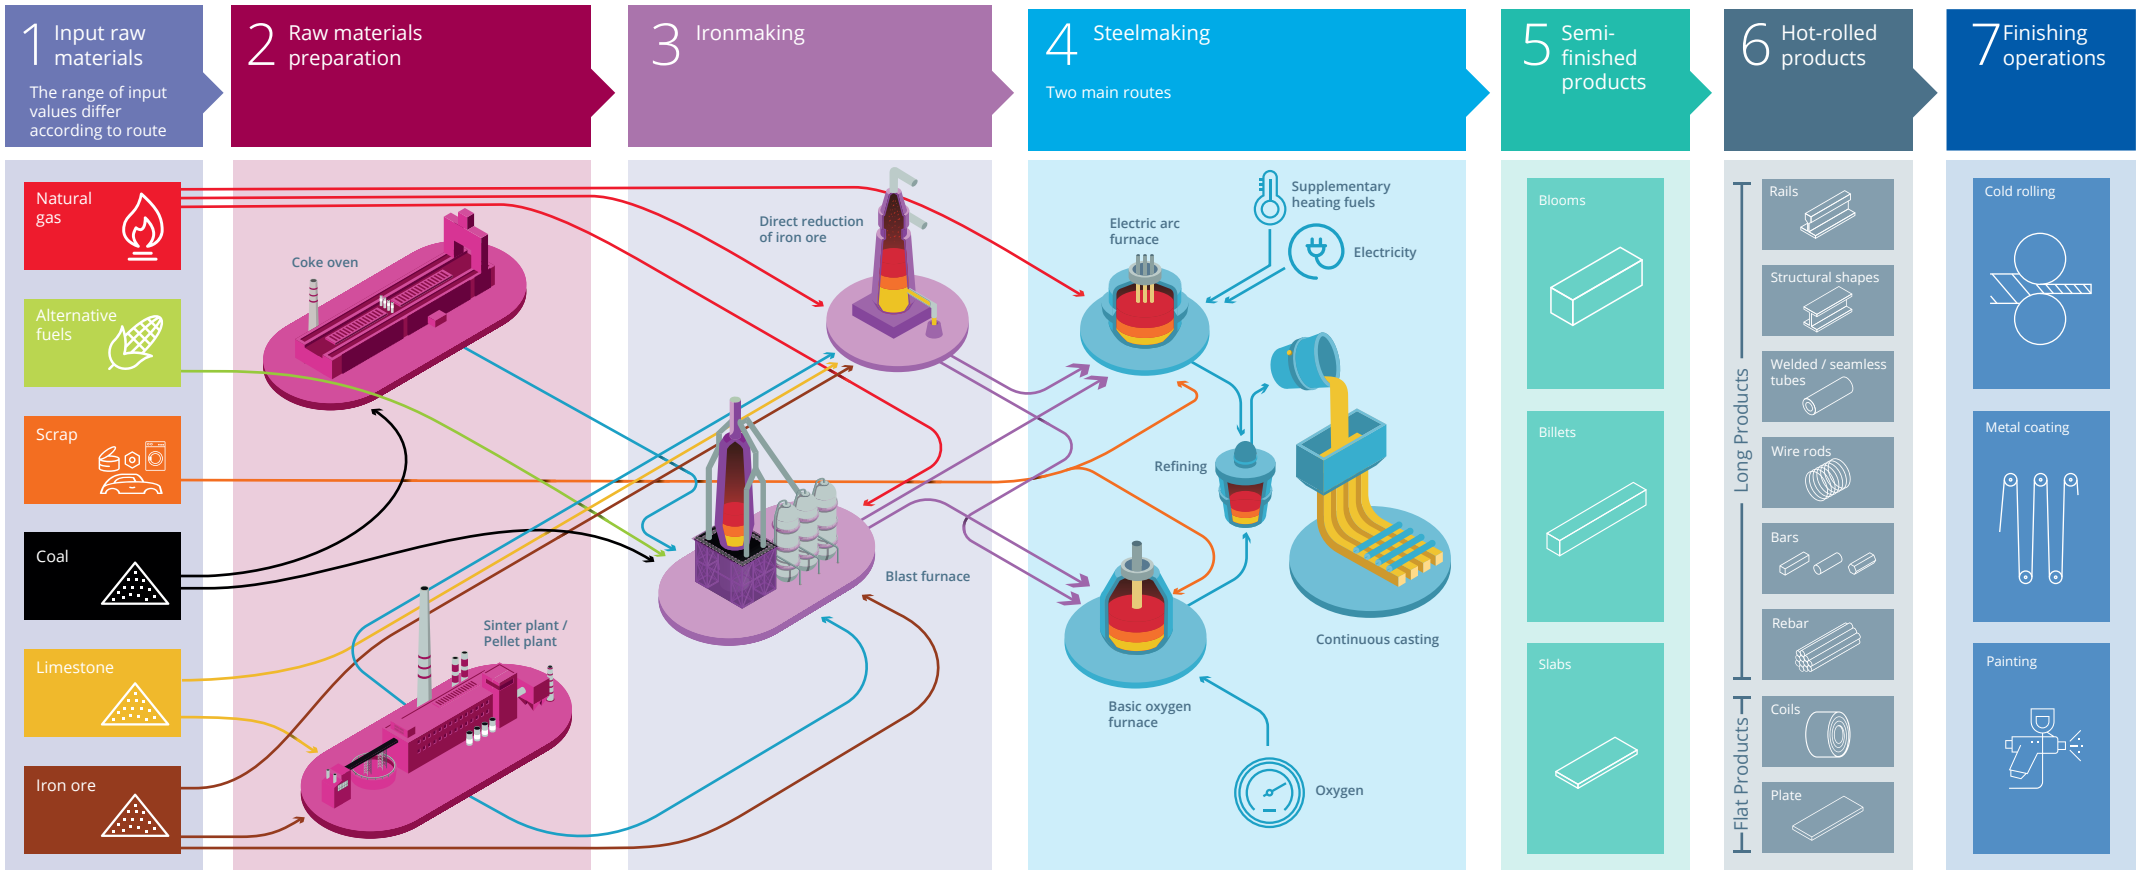 1 Input raw
materials
The range of input
values differ
according to route
2 Raw materials
preparation
3 Ironmaking
4 Steelmaking
Two main routes
5 Semi-
finished
products
6 Hot-rolled
products
7 Finishing
operations
Natural
gas
Alternative
fuels
Scrap
Coal
Limestone
Iron ore
Coke oven
Sinter plant /
Pellet plant
Direct reduction
of iron ore
Blast furnace
Electric arc
furnace
Supplementary
heating fuels
Electricity
Refining
Continuous casting
Basic oxygen
furnace
Oxygen
Blooms
Billets
Slabs
Long Products
Rails
Structural shapes
Welded / seamless
tubes
Wire rods
Bars
Rebar
Flat Products
Coils
Plate
Cold rolling
Metal coating
Painting